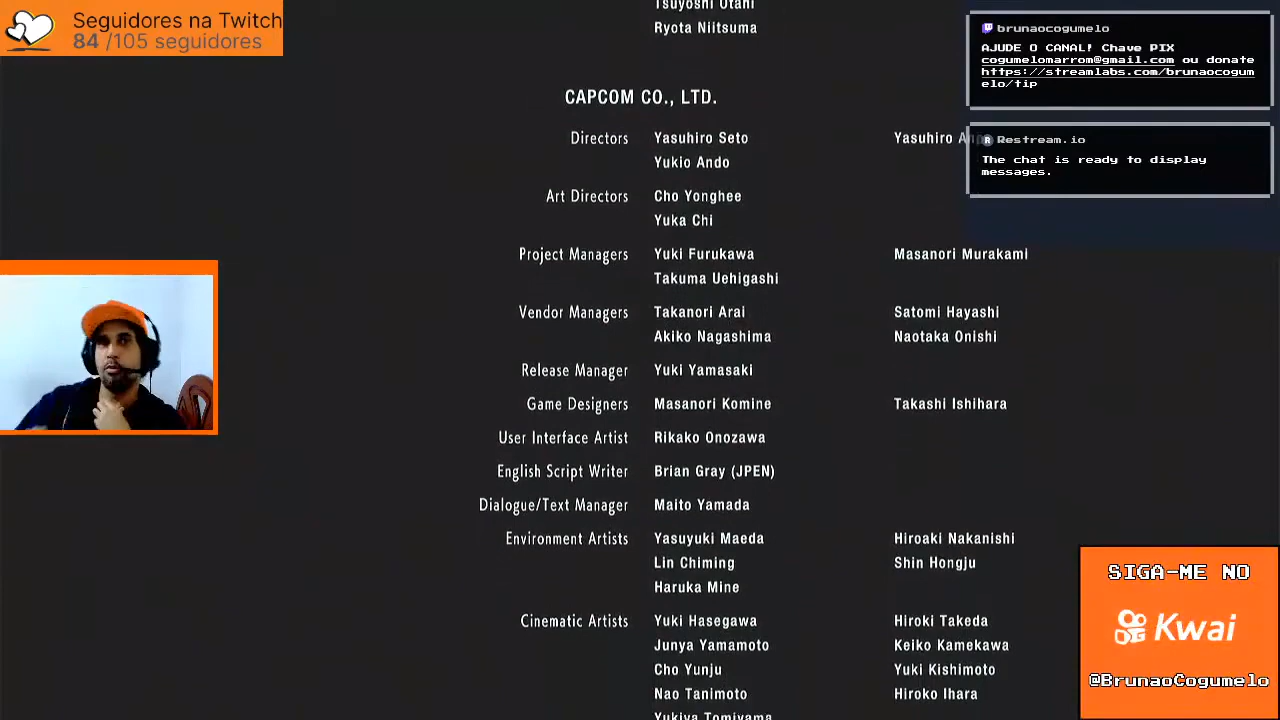 Seguidores na Twitch
84 /105 seguidores
Tsuyoshi Otani
Ryota Niitsuma
brunaocogumelo
AJUDE O CANAL! Chave PIX
cogumelomarrom@gmail.com ou donate
https://streamlabs.com/brunaocogum
elo/tip
CAPCOM CO., LTD.
Directors Yasuhiro Seto Yasuhiro
Yukio Ando
Restream.io
The chat is ready to display
messages.
Art Directors Cho Yonghee
Yuka Chi
Project Managers Yuki Furukawa Masanori Murakami
Takuma Uehigashi
Vendor Managers Takanori Arai Satomi Hayashi
Akiko Nagashima Naotaka Onishi
Release Manager Yuki Yamasaki
Game Designers Masanori Komine Takashi Ishihara
User Interface Artist Rikako Onozawa
English Script Writer Brian Gray (JPEN)
Dialogue/Text Manager Maito Yamada
Environment Artists Yasuyuki Maeda Hiroaki Nakanishi
Lin Chiming Shin Hongju
Haruka Mine
Cinematic Artists Yuki Hasegawa Hiroki Takeda
Junya Yamamoto Keiko Kamekawa
Cho Yunju Yuki Kishimoto
Nao Tanimoto Hiroko Ihara
Yukiya Tomiyama
SIGA-ME NO
Kwai
@BrunaoCogumelo